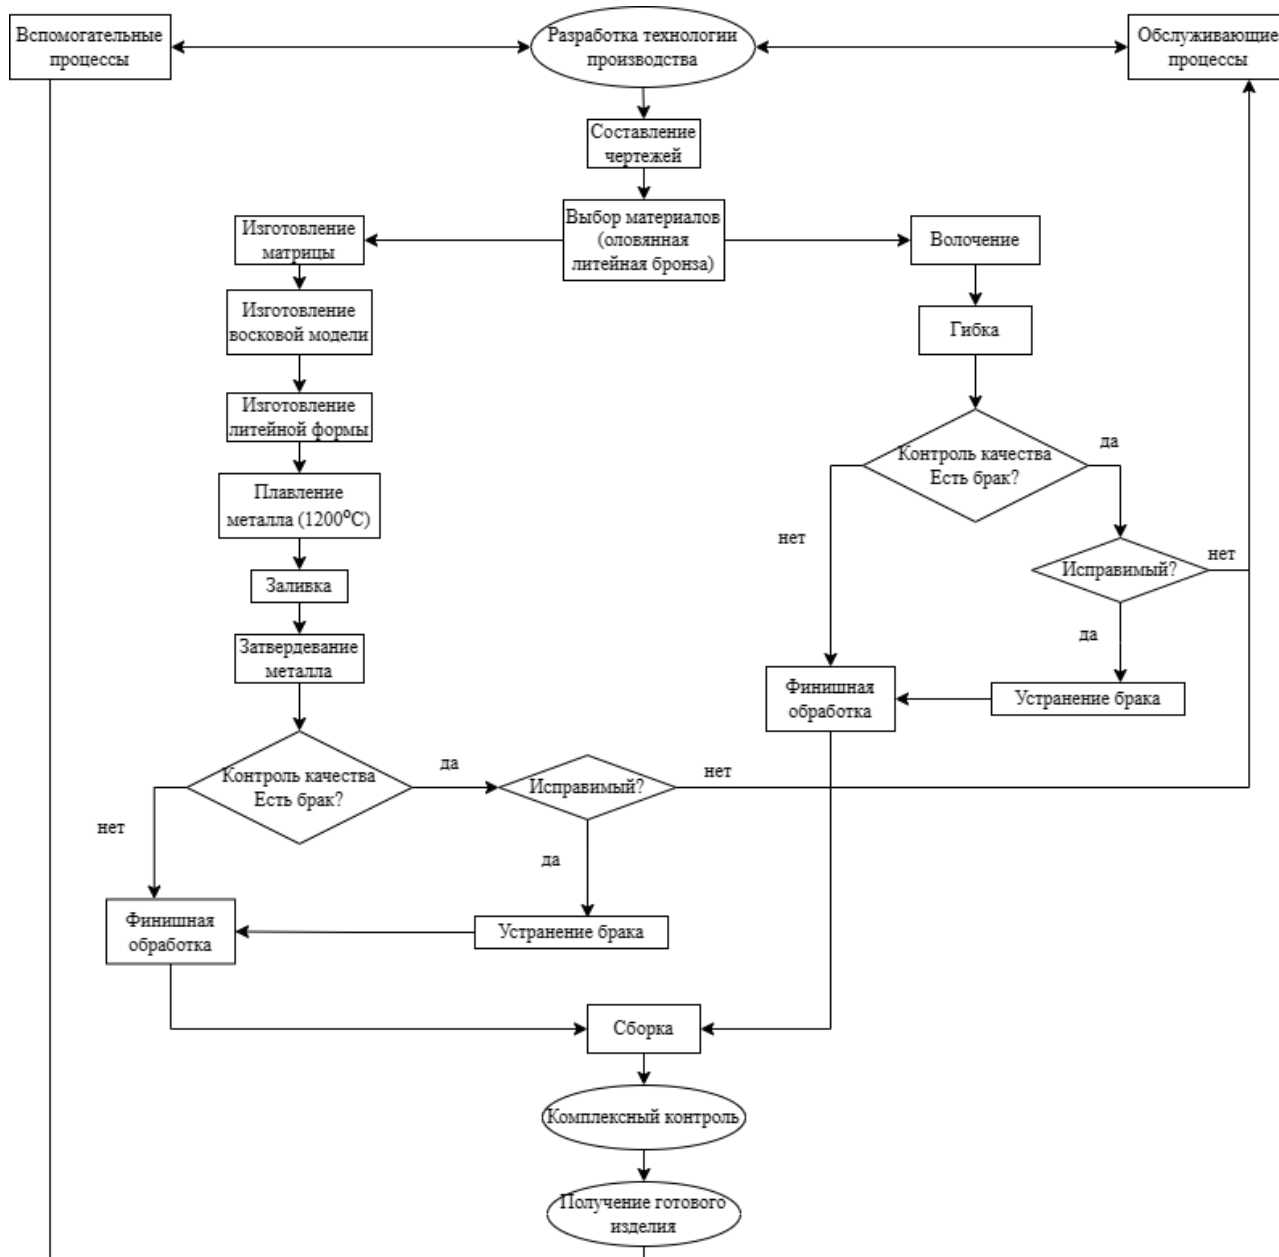 Вспомогательные
процессы
Разработка технологии
производства
Обслуживающие
процессы
Составление
чертежей
Выбор материалов
(оловянная
литейная бронза)
Изготовление
матрицы
Волочение
Изготовление
восковой модели
Гибка
Изготовление
литейной формы
Контроль качества
Есть брак?
да
нет
Плавление
металла (1200°С)
Исправимый?
нет
да
Заливка
Затвердевание
металла
Финишная
обработка
Устранение брака
Контроль качества
Есть брак?
да
Исправимый?
нет
нет
да
Финишная
обработка
Устранение брака
Сборка
Комплексный контроль
Получение готового
изделия